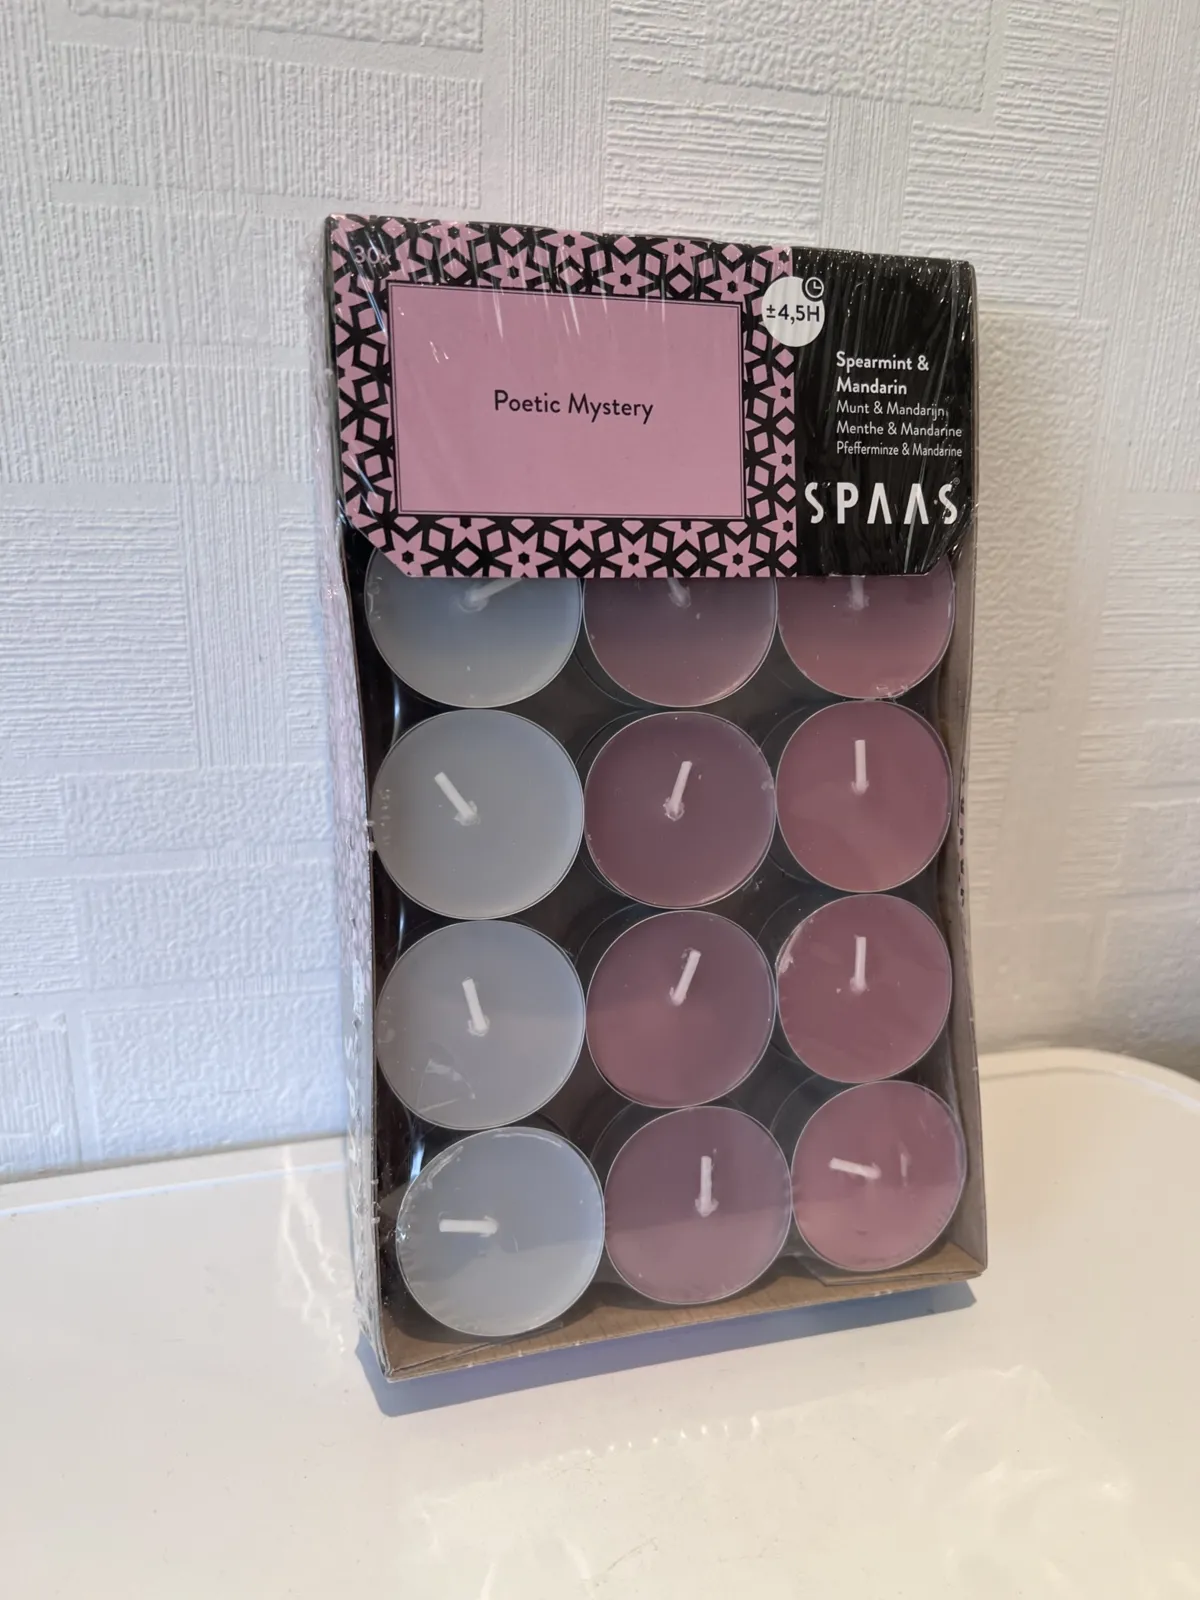 30x
Poetic Mystery
±4,5H
Spearmint &
Mandarin
Munt & Mandarijn
Menthe & Mandarine
Pfefferminze & Mandarine
SPAAS